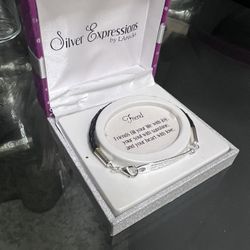 Silver Expressions
by LArocks
Friend
Friends fill your life with joy,
your soul with sunshine,
and your heart with love.